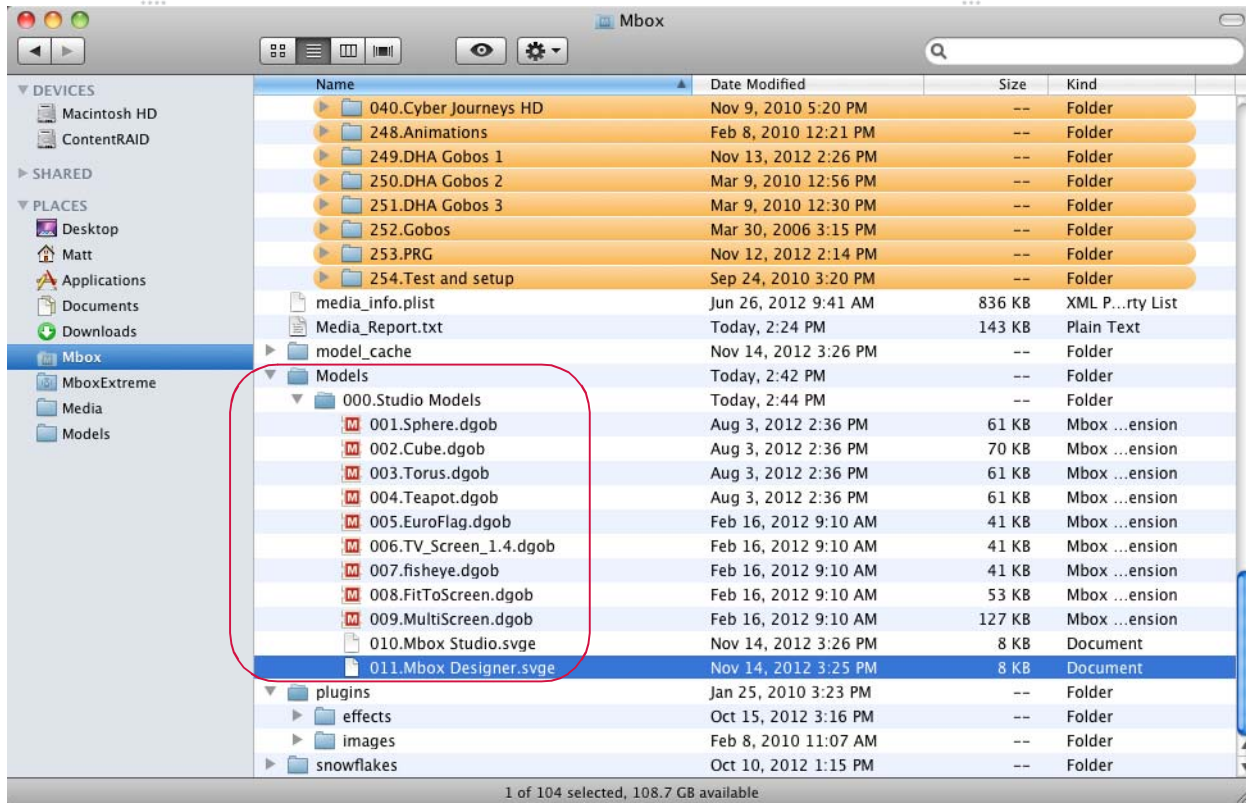 Mbox
Name Date Modified Size Kind
DEVICES
Macintosh HD
ContentRAID
SHARED
PLACES
Desktop
Matt
Applications
Documents
Downloads
Mbox
MboxExtreme
Media
Models
040.Cyber Journeys HD Nov 9, 2010 5:20 PM -- Folder
248.Animations Feb 8, 2010 12:21 PM -- Folder
249.DHA Gobos 1 Nov 13, 2012 2:26 PM -- Folder
250.DHA Gobos 2 Mar 9, 2010 12:56 PM -- Folder
251.DHA Gobos 3 Mar 9, 2010 12:30 PM -- Folder
252.Gobos Mar 30, 2006 3:15 PM -- Folder
253.PRG Nov 12, 2012 2:14 PM -- Folder
254.Test and setup Sep 24, 2010 3:20 PM -- Folder
media_info.plist Jun 26, 2012 9:41 AM 836 KB XML P...rty List
Media_Report.txt Today, 2:24 PM 143 KB Plain Text
model_cache Nov 14, 2012 3:26 PM -- Folder
Models Today, 2:42 PM -- Folder
000.Studio Models Today, 2:44 PM -- Folder
001.Sphere.dgob Aug 3, 2012 2:36 PM 61 KB Mbox ...ension
002.Cube.dgob Aug 3, 2012 2:36 PM 70 KB Mbox ...ension
003.Torus.dgob Aug 3, 2012 2:36 PM 61 KB Mbox ...ension
004.Teapot.dgob Aug 3, 2012 2:36 PM 61 KB Mbox ...ension
005.EuroFlag.dgob Feb 16, 2012 9:10 AM 41 KB Mbox ...ension
006.TV_Screen_1.4.dgob Feb 16, 2012 9:10 AM 41 KB Mbox ...ension
007.fisheye.dgob Feb 16, 2012 9:10 AM 41 KB Mbox ...ension
008.FitToScreen.dgob Feb 16, 2012 9:10 AM 53 KB Mbox ...ension
009.MultiScreen.dgob Feb 16, 2012 9:10 AM 127 KB Mbox ...ension
010.Mbox Studio.svge Nov 14, 2012 3:26 PM 8 KB Document
011.Mbox Designer.svge Nov 14, 2012 3:25 PM 8 KB Document
plugins Jan 25, 2010 3:23 PM -- Folder
effects Oct 15, 2012 3:16 PM -- Folder
images Feb 8, 2010 11:07 AM -- Folder
snowflakes Oct 10, 2012 1:15 PM -- Folder
1 of 104 selected, 108.7 GB available